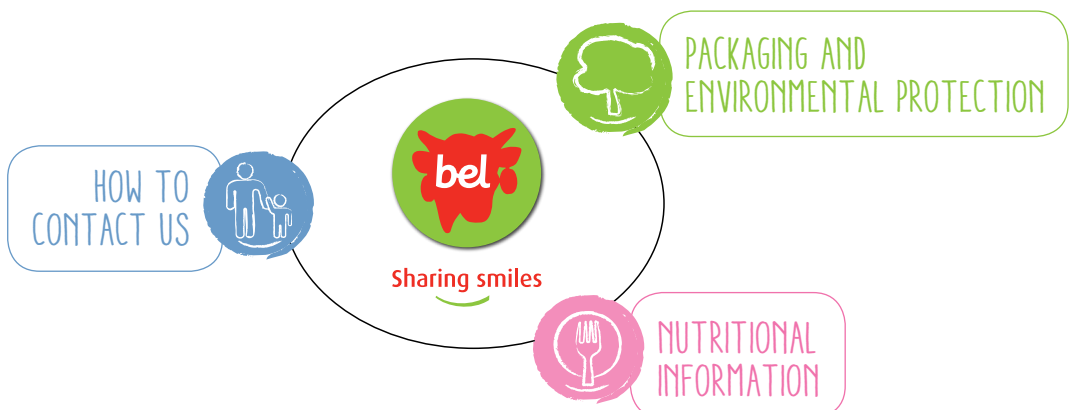 PACKAGING AND
ENVIRONMENTAL PROTECTION
HOW TO
CONTACT US
bel
Sharing smiles
NUTRITIONAL
INFORMATION